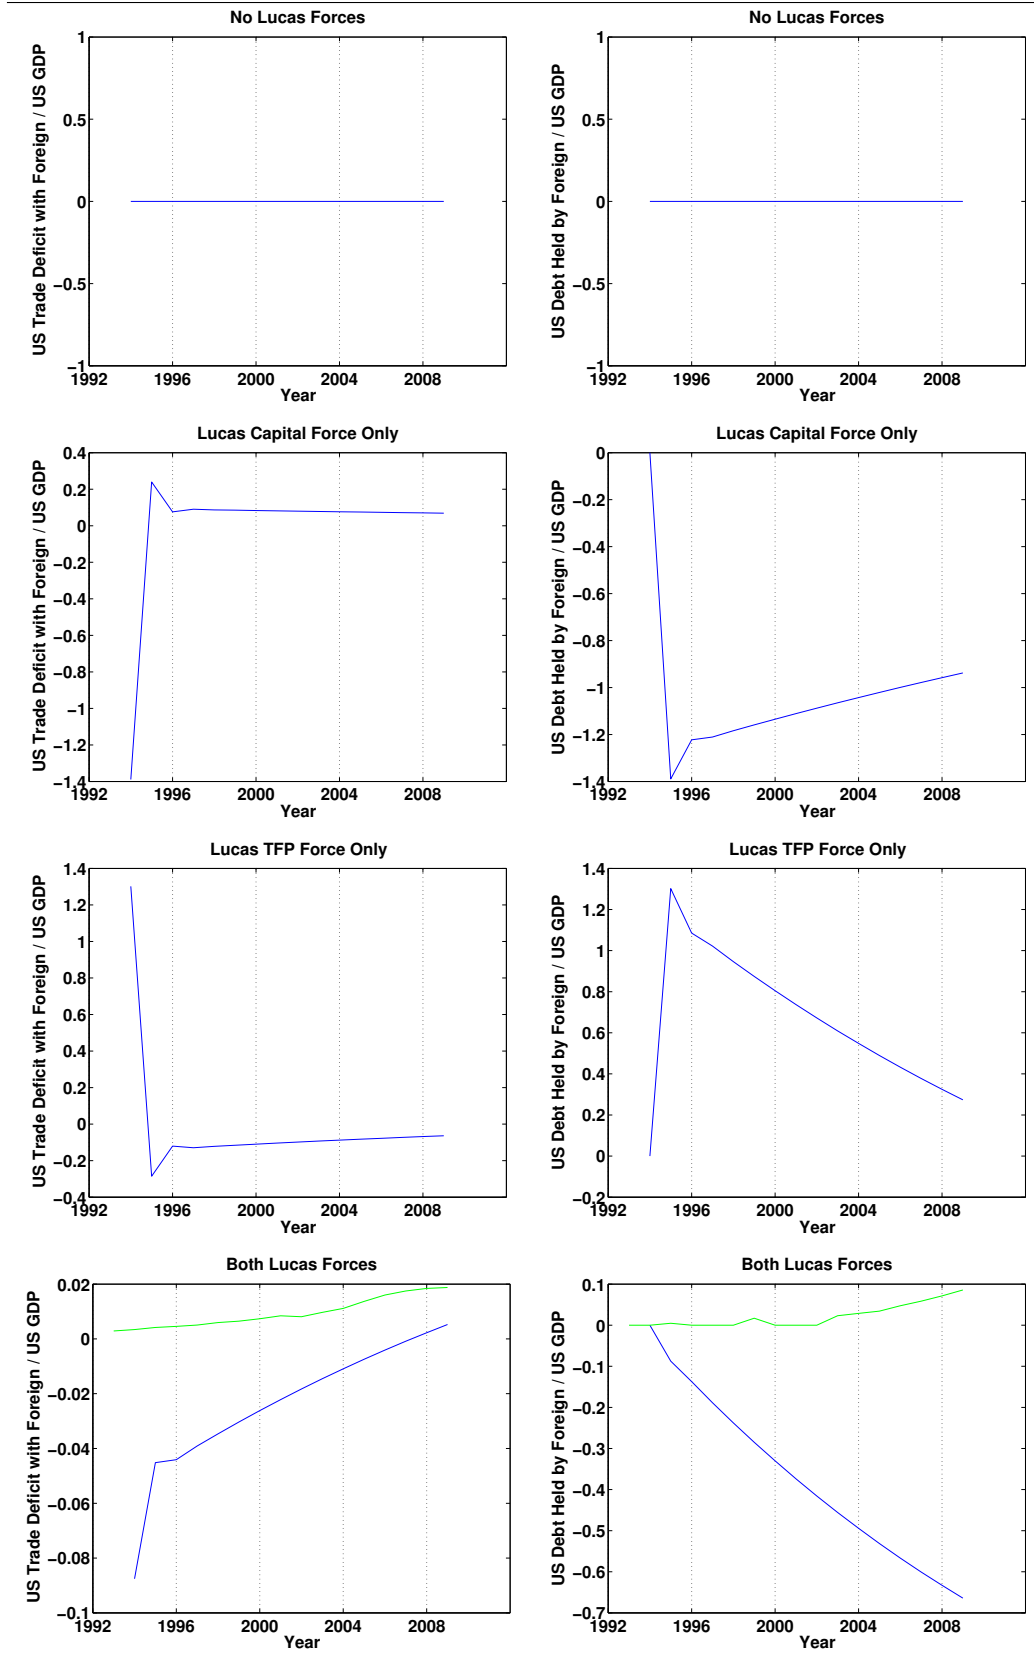 No Lucas Forces
US Trade Deficit with Foreign / US GDP
1
0.5
0
−0.5
−1
1992 1996 2000 2004 2008
Year
No Lucas Forces
US Debt Held by Foreign / US GDP
1
0.5
0
−0.5
−1
1992 1996 2000 2004 2008
Year
Lucas Capital Force Only
US Trade Deficit with Foreign / US GDP
0.4
0.2
0
−0.2
−0.4
−0.6
−0.8
−1
−1.2
−1.4
1992 1996 2000 2004 2008
Year
Lucas Capital Force Only
US Debt Held by Foreign / US GDP
0
−0.2
−0.4
−0.6
−0.8
−1
−1.2
−1.4
1992 1996 2000 2004 2008
Year
Lucas TFP Force Only
US Trade Deficit with Foreign / US GDP
1.4
1.2
1
0.8
0.6
0.4
0.2
0
−0.2
−0.4
1992 1996 2000 2004 2008
Year
Lucas TFP Force Only
US Debt Held by Foreign / US GDP
1.4
1.2
1
0.8
0.6
0.4
0.2
0
−0.2
1992 1996 2000 2004 2008
Year
Both Lucas Forces
US Trade Deficit with Foreign / US GDP
0.02
0
−0.02
−0.04
−0.06
−0.08
−0.1
1992 1996 2000 2004 2008
Year
Both Lucas Forces
US Debt Held by Foreign / US GDP
0.1
0
−0.1
−0.2
−0.3
−0.4
−0.5
−0.6
−0.7
1992 1996 2000 2004 2008
Year